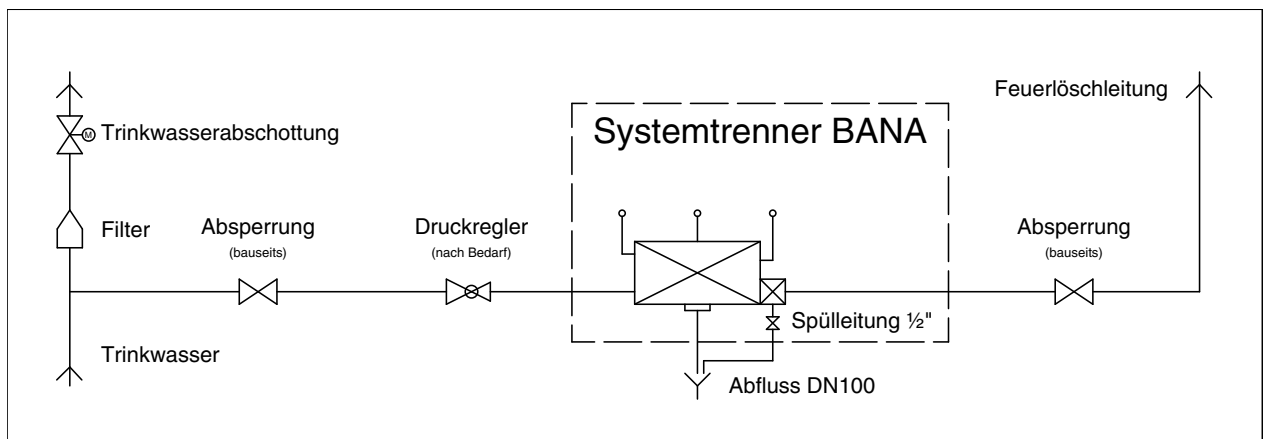 Feuerlöschleitung
Systemtrenner BANA
Trinkwasserabschottung
M
Filter
Absperrung
(bauseits)
Druckregler
(nach Bedarf)
Absperrung
(bauseits)
Spülleitung ½"
Trinkwasser
Abfluss DN100